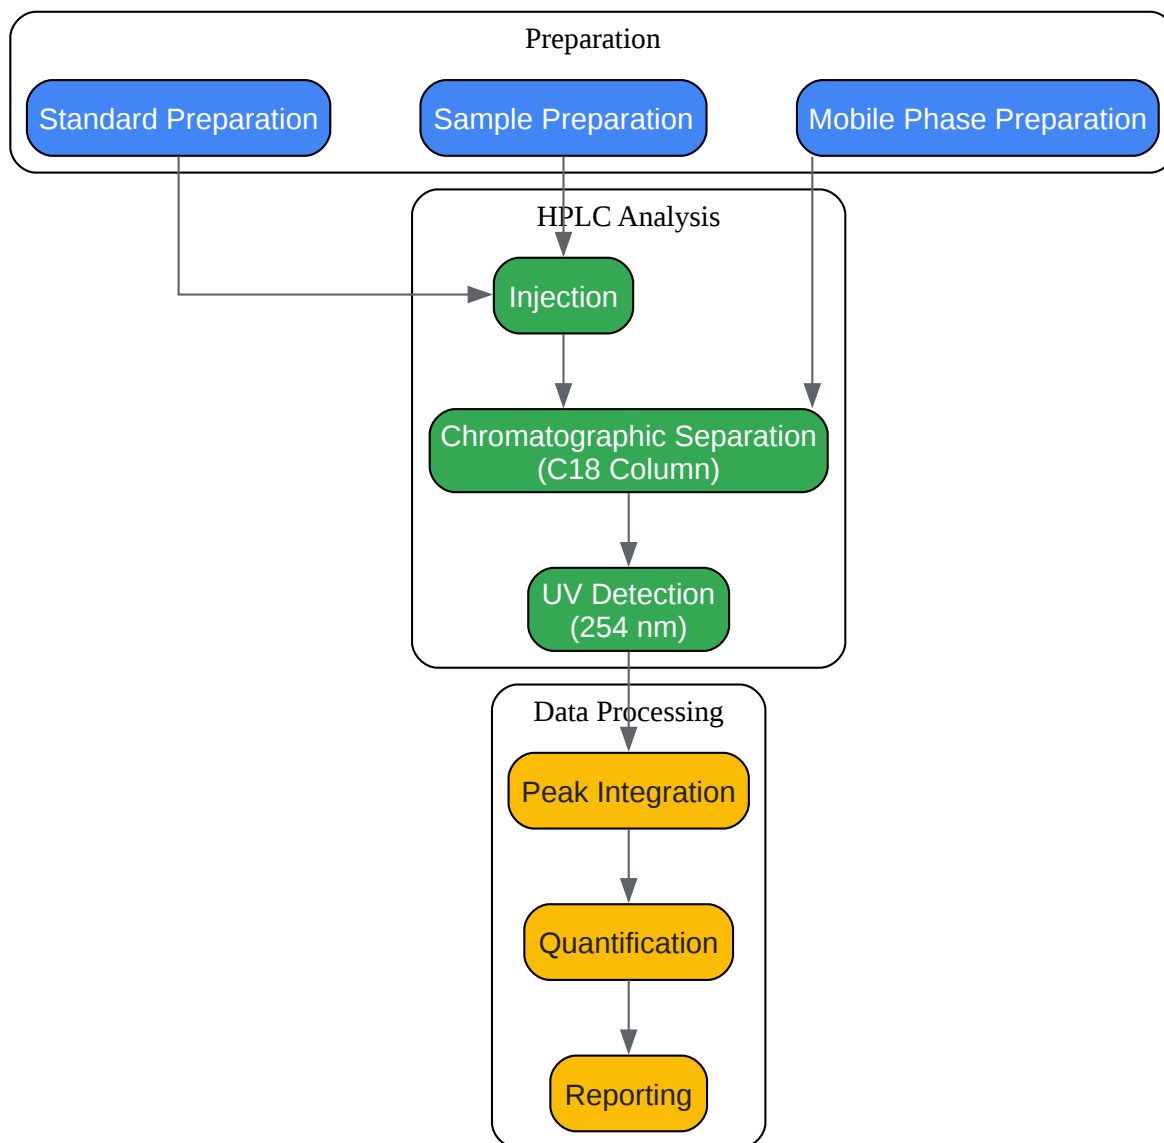 Preparation
Standard Preparation
Sample Preparation
Mobile Phase Preparation
HPLC Analysis
Injection
Chromatographic Separation
(C18 Column)
UV Detection
(254 nm)
Data Processing
Peak Integration
Quantification
Reporting